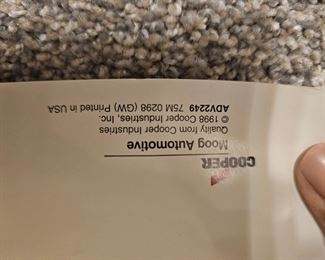 COOPER
Moog Automotive
Quality from Cooper Industries
© 1998 Cooper Industries, Inc.
ADV2249 75M 0298 (GW) Printed in USA